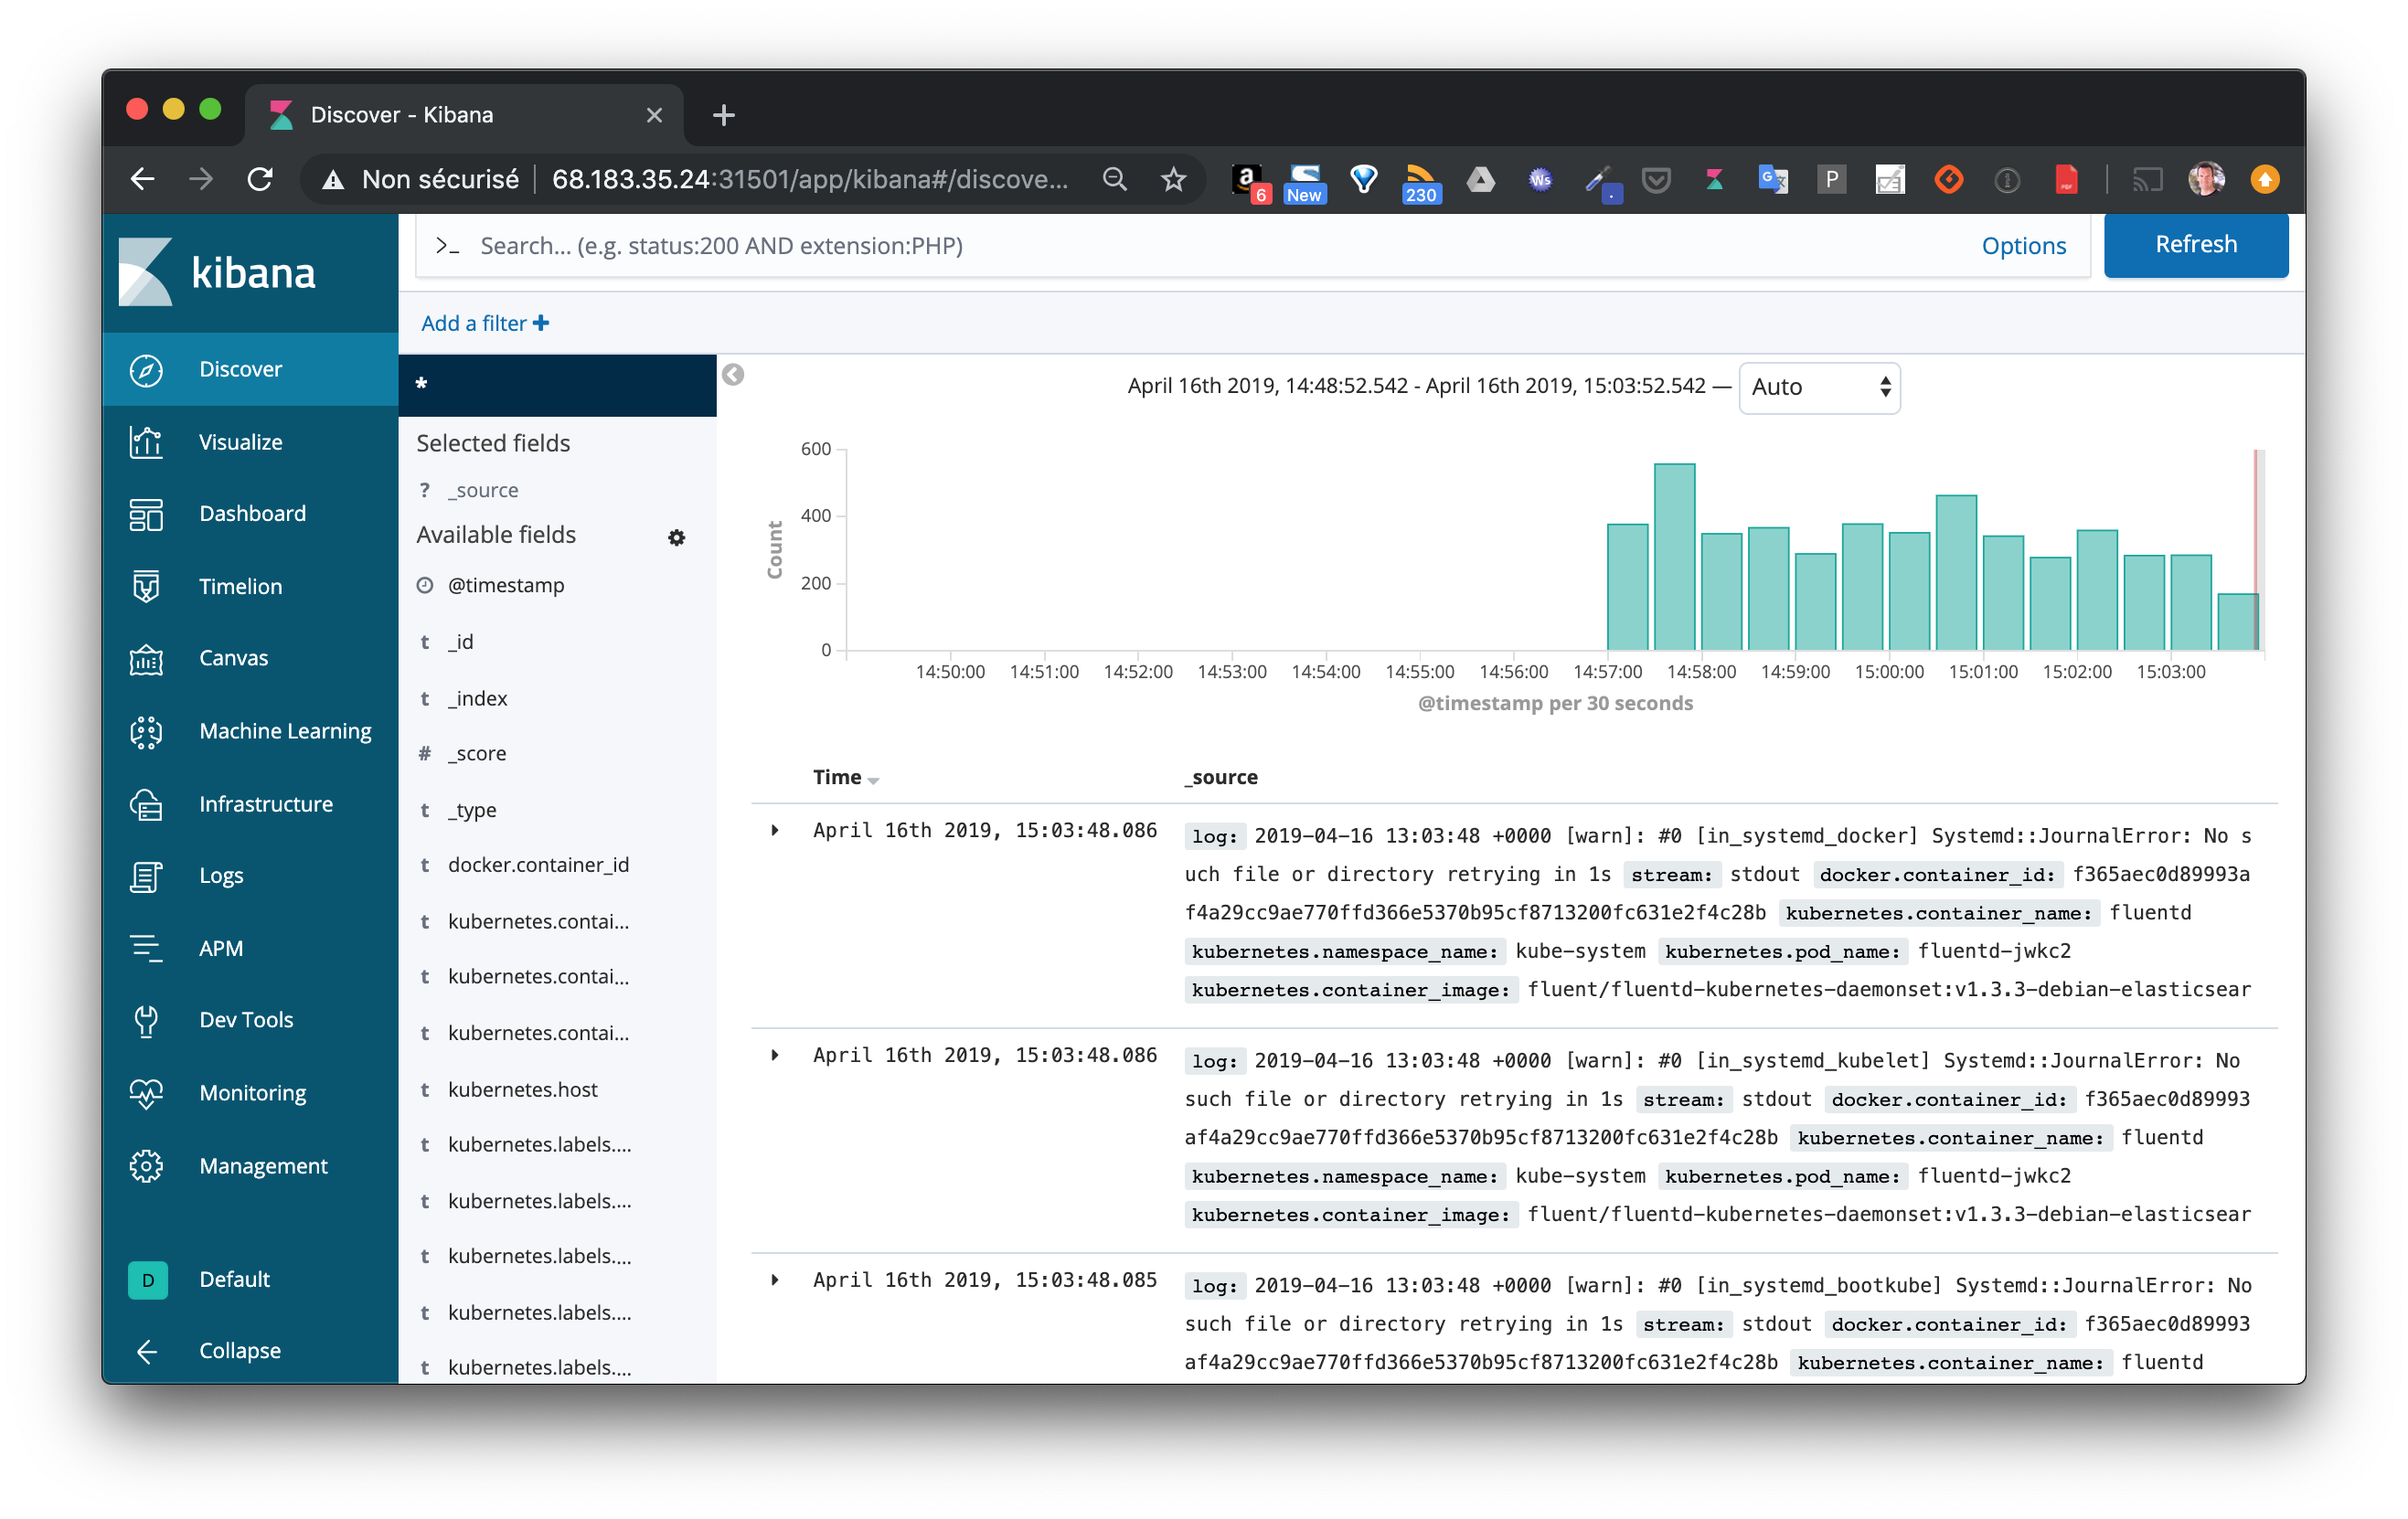 Discover - Kibana
Non sécurisé 68.183.35.24:31501/app/kibana#/discove...
a 6 New 230 Ws P
kibana
>_ Search... (e.g. status:200 AND extension:PHP) Options Refresh
Add a filter +
Discover
Visualize
Dashboard
Timelion
Canvas
Machine Learning
Infrastructure
Logs
APM
Dev Tools
Monitoring
Management
D Default
Collapse
*
Selected fields
? _source
Available fields
@timestamp
t _id
t _index
# _score
t _type
t docker.container_id
t kubernetes.contai...
t kubernetes.contai...
t kubernetes.contai...
t kubernetes.host
t kubernetes.labels....
t kubernetes.labels....
t kubernetes.labels....
t kubernetes.labels....
t kubernetes.labels....
April 16th 2019, 14:48:52.542 - April 16th 2019, 15:03:52.542 — Auto
600
400
200
0
Count
14:50:00 14:51:00 14:52:00 14:53:00 14:54:00 14:55:00 14:56:00 14:57:00 14:58:00 14:59:00 15:00:00 15:01:00 15:02:00 15:03:00
@timestamp per 30 seconds
Time _source
April 16th 2019, 15:03:48.086 log: 2019-04-16 13:03:48 +0000 [warn]: #0 [in_systemd_docker] Systemd::JournalError: No s
uch file or directory retrying in 1s stream: stdout docker.container_id: f365aec0d89993a
f4a29cc9ae770ffd366e5370b95cf8713200fc631e2f4c28b kubernetes.container_name: fluentd
kubernetes.namespace_name: kube-system kubernetes.pod_name: fluentd-jwkc2
kubernetes.container_image: fluent/fluentd-kubernetes-daemonset:v1.3.3-debian-elasticsear
April 16th 2019, 15:03:48.086 log: 2019-04-16 13:03:48 +0000 [warn]: #0 [in_systemd_kubelet] Systemd::JournalError: No
such file or directory retrying in 1s stream: stdout docker.container_id: f365aec0d89993
af4a29cc9ae770ffd366e5370b95cf8713200fc631e2f4c28b kubernetes.container_name: fluentd
kubernetes.namespace_name: kube-system kubernetes.pod_name: fluentd-jwkc2
kubernetes.container_image: fluent/fluentd-kubernetes-daemonset:v1.3.3-debian-elasticsear
April 16th 2019, 15:03:48.085 log: 2019-04-16 13:03:48 +0000 [warn]: #0 [in_systemd_bootkube] Systemd::JournalError: No
such file or directory retrying in 1s stream: stdout docker.container_id: f365aec0d89993
af4a29cc9ae770ffd366e5370b95cf8713200fc631e2f4c28b kubernetes.container_name: fluentd